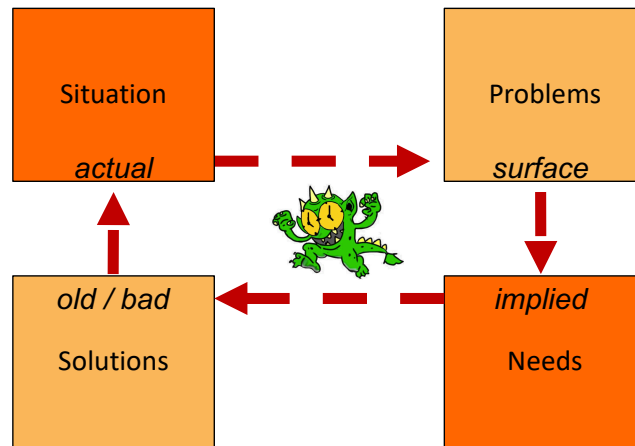 Situation
actual
Problems
surface
old / bad
Solutions
implied
Needs